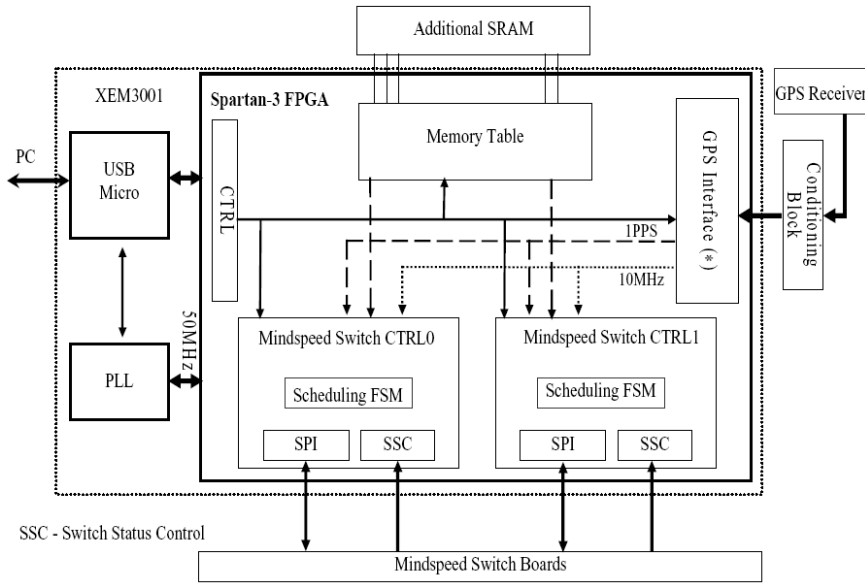 Additional SRAM
XEM3001
Spartan-3 FPGA
GPS Receiver
Memory Table
PC
USB
Micro
CTRL
GPS Interface (*)
Conditioning
Block
1PPS
10MHz
50MHz
Mindspeed Switch CTRL0
Mindspeed Switch CTRL1
PLL
Scheduling FSM
Scheduling FSM
SPI
SSC
SPI
SSC
SSC - Switch Status Control
Mindspeed Switch Boards